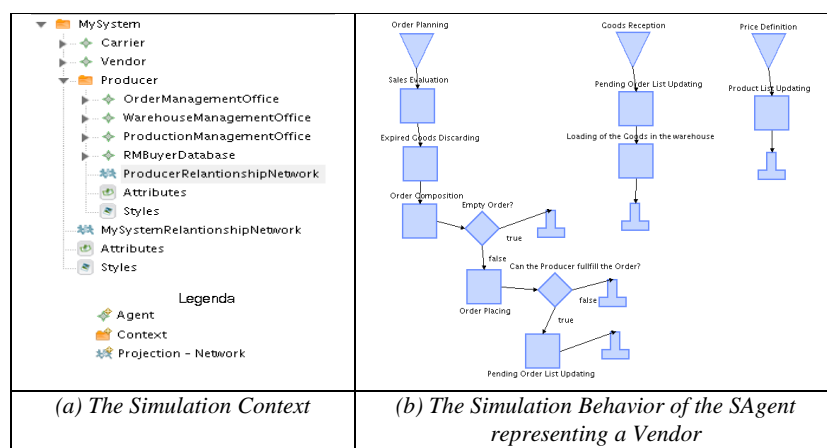 MySystem
Carrier
Vendor
Producer
OrderManagementOffice
WarehouseManagementOffice
ProductionManagementOffice
RMBuyerDatabase
ProducerRelantionshipNetwork
Attributes
Styles
MySystemRelantionshipNetwork
Attributes
Styles
Legenda
Agent
Context
Projection - Network
Order Planning
Sales Evaluation
Expired Goods Discarding
Order Composition
Empty Order?
true
false
Can the Producer fullfill the Order?
Order Placing
false
true
Pending Order List Updating
Goods Reception
Pending Order List Updating
Loading of the Goods in the warehouse
Price Definition
Product List Updating
(a) The Simulation Context
(b) The Simulation Behavior of the SAgent
representing a Vendor